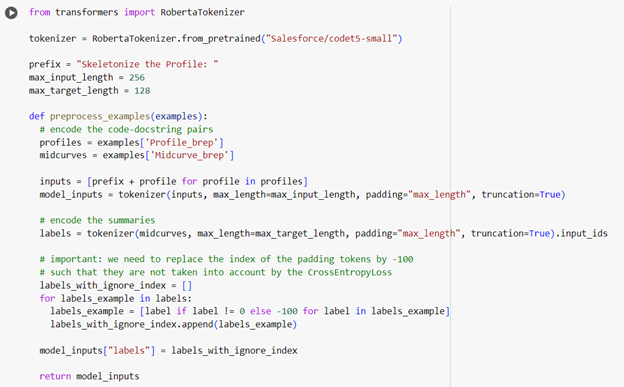 from transformers import RobertaTokenizer
tokenizer = RobertaTokenizer.from_pretrained("Salesforce/codet5-small")
prefix = "Skeletonize the Profile: "
max_input_length = 256
max_target_length = 128
def preprocess_examples(examples):
  # encode the code-docstring pairs
  profiles = examples['Profile_brep']
  midcurves = examples['Midcurve_brep']
  inputs = [prefix + profile for profile in profiles]
  model_inputs = tokenizer(inputs, max_length=max_input_length, padding="max_length", truncation=True)
  # encode the summaries
  labels = tokenizer(midcurves, max_length=max_target_length, padding="max_length", truncation=True).input_ids
  # important: we need to replace the index of the padding tokens by -100
  # such that they are not taken into account by the CrossEntropyLoss
  labels_with_ignore_index = []
  for labels_example in labels:
    labels_example = [label if label != 0 else -100 for label in labels_example]
    labels_with_ignore_index.append(labels_example)
  model_inputs["labels"] = labels_with_ignore_index
  return model_inputs